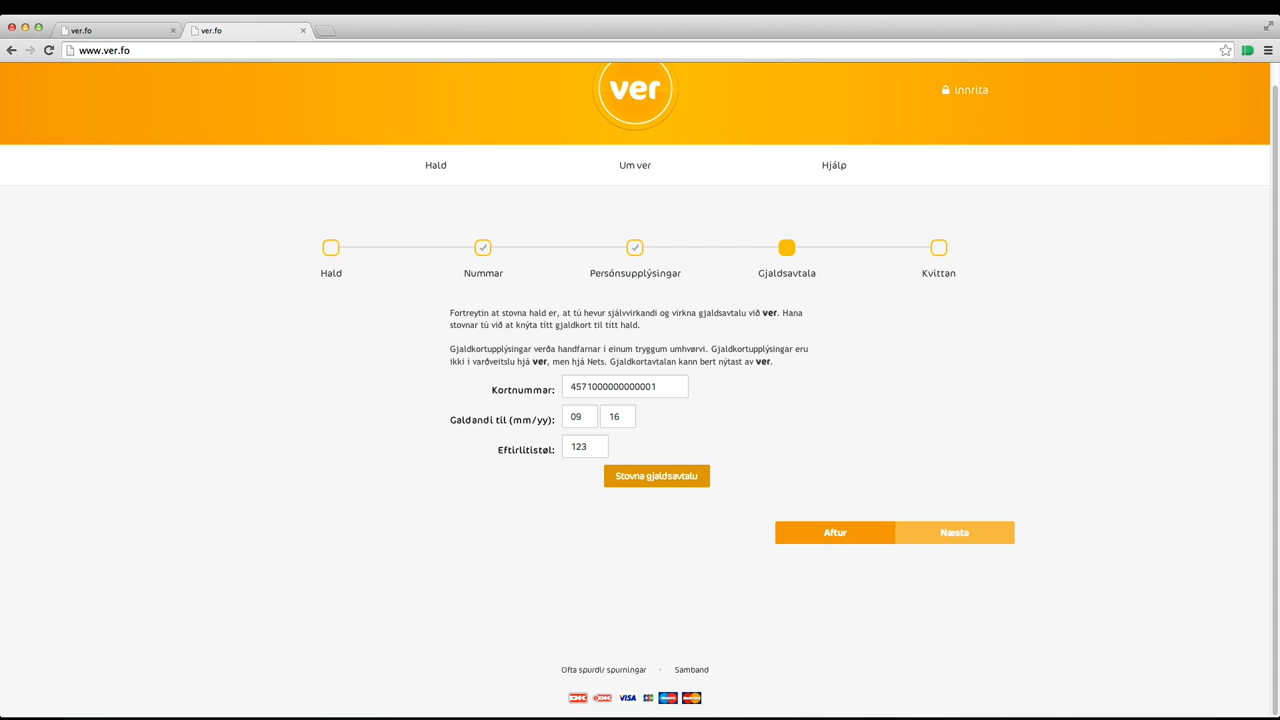 ver.fo
ver.fo
www.ver.fo
ver
innrita
Hald
Um ver
Hjálp
Hald
Nummar
Persónsupplýsingar
Gjaldsavtala
Kvittan
Fortreytin at stovna hald er, at tú hevur sjálvvirkandi og virkna gjaldsavtalu við ver. Hana
stovnar tú við at knýta títt gjaldkort til títt hald.
Gjaldkortupplýsingar verða handfarnar í einum tryggum umhvørvi. Gjaldkortupplýsingar eru
ikki í varðveitslu hjá ver, men hjá Nets. Gjaldkortavtalan kann bert nýtast av ver.
Kortnummar: 4571000000000001
Galdandi til (mm/yy): 09 16
Eftirlitistøl: 123
Stovna gjaldsavtalu
Aftur Næsta
Ofta spurdir spurningar - Samband
VISA